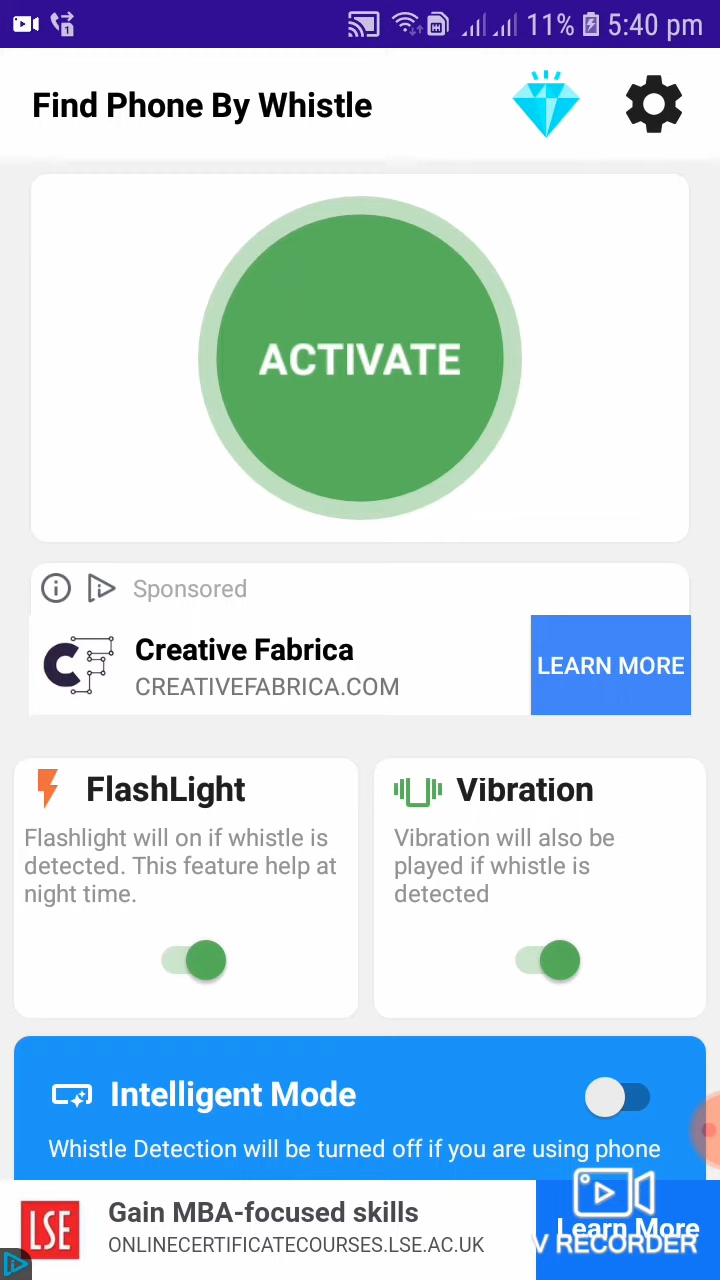 11% 5:40 pm
Find Phone By Whistle
ACTIVATE
Sponsored
Creative Fabrica
CREATIVEFABRICA.COM
LEARN MORE
FlashLight
Flashlight will on if whistle is
detected. This feature help at
night time.
Vibration
Vibration will also be
played if whistle is
detected
Intelligent Mode
Whistle Detection will be turned off if you are using phone
LSE
Gain MBA-focused skills
ONLINECERTIFICATECOURSES.LSE.AC.UK
Learn More
V RECORDER